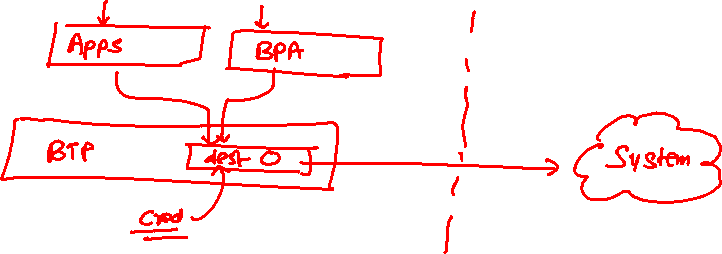 Apps
BPA
BTP
dest
System
Cred